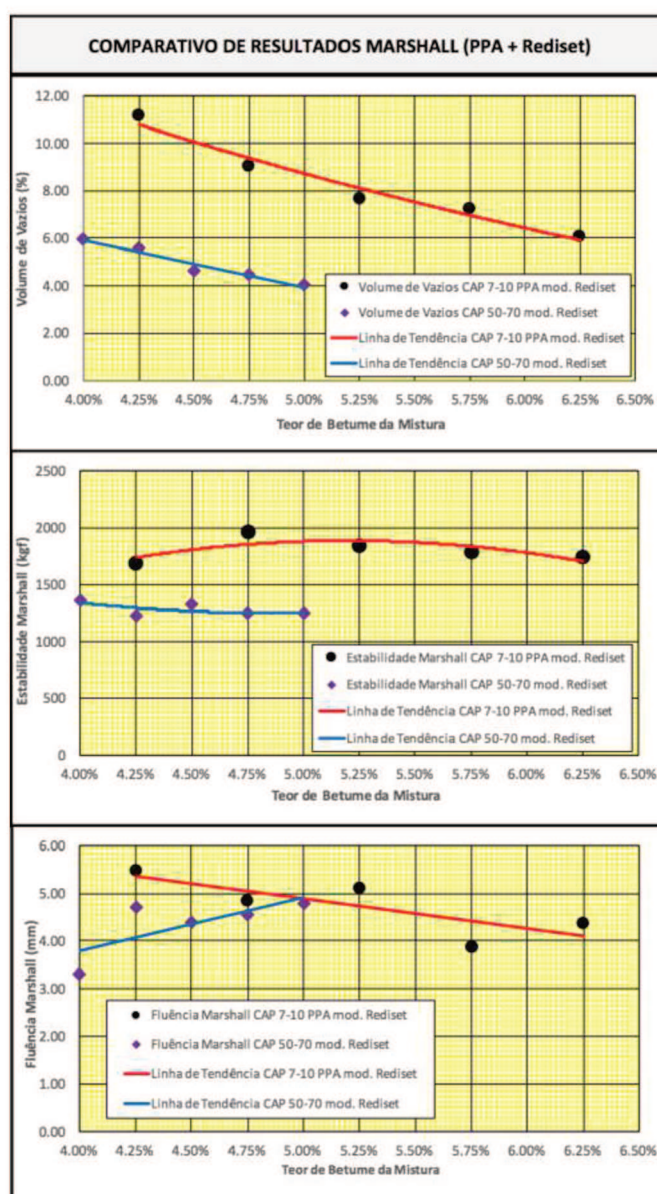 COMPARATIVO DE RESULTADOS MARSHALL (PPA + Rediset)
12.00
10.00
8.00
6.00
4.00
2.00
0.00
Volume de Vazios (%)
Volume de Vazios CAP 7-10 PPA mod. Rediset
Volume de Vazios CAP 50-70 mod. Rediset
Linha de Tendência CAP 7-10 PPA mod. Rediset
Linha de Tendência CAP 50-70 mod. Rediset
4.00% 4.25% 4.50% 4.75% 5.00% 5.25% 5.50% 5.75% 6.00% 6.25% 6.50%
Teor de Betume da Mistura
2500
2000
1500
1000
500
0
Estabilidade Marshall (kgf)
Estabilidade Marshall CAP 7-10 PPA mod. Rediset
Estabilidade Marshall CAP 50-70 mod. Rediset
Linha de Tendência CAP 7-10 PPA mod. Rediset
Linha de Tendência CAP 50-70 mod. Rediset
4.00% 4.25% 4.50% 4.75% 5.00% 5.25% 5.50% 5.75% 6.00% 6.25% 6.50%
Teor de Betume da Mistura
6.00
5.00
4.00
3.00
2.00
1.00
0.00
Fluência Marshall (mm)
Fluência Marshall CAP 7-10 PPA mod. Rediset
Fluência Marshall CAP 50-70 mod. Rediset
Linha de Tendência CAP 7-10 PPA mod. Rediset
Linha de Tendência CAP 50-70 mod. Rediset
4.00% 4.25% 4.50% 4.75% 5.00% 5.25% 5.50% 5.75% 6.00% 6.25% 6.50%
Teor de Betume da Mistura